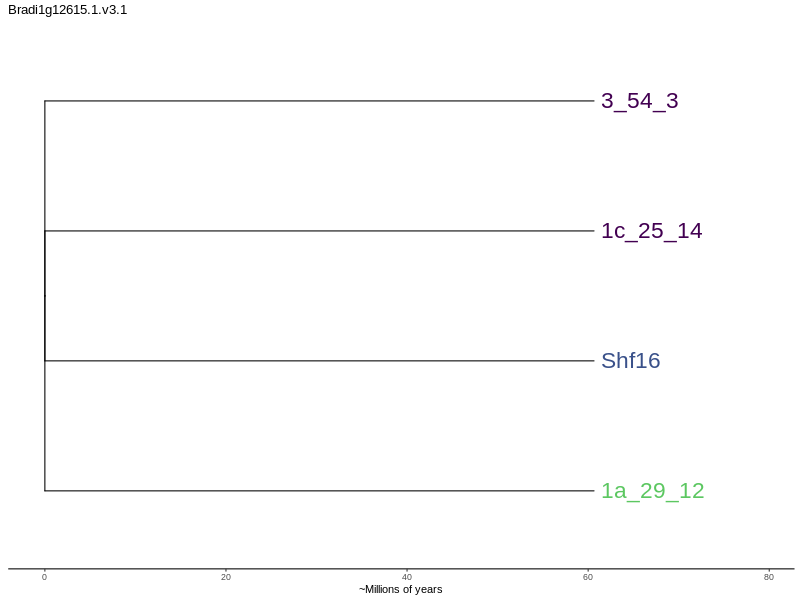 Bradi1g12615.1.v3.1
3_54_3
1c_25_14
Shf16
1a_29_12
0 20 40 60 80
~Millions of years